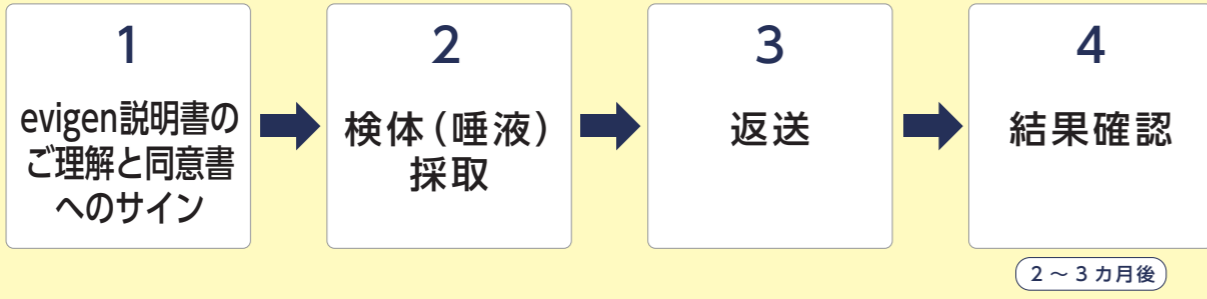 1
evigen説明書の
ご理解と同意書
へのサイン
2
検体(唾液)
採取
3
返送
4
結果確認
2～3カ月後